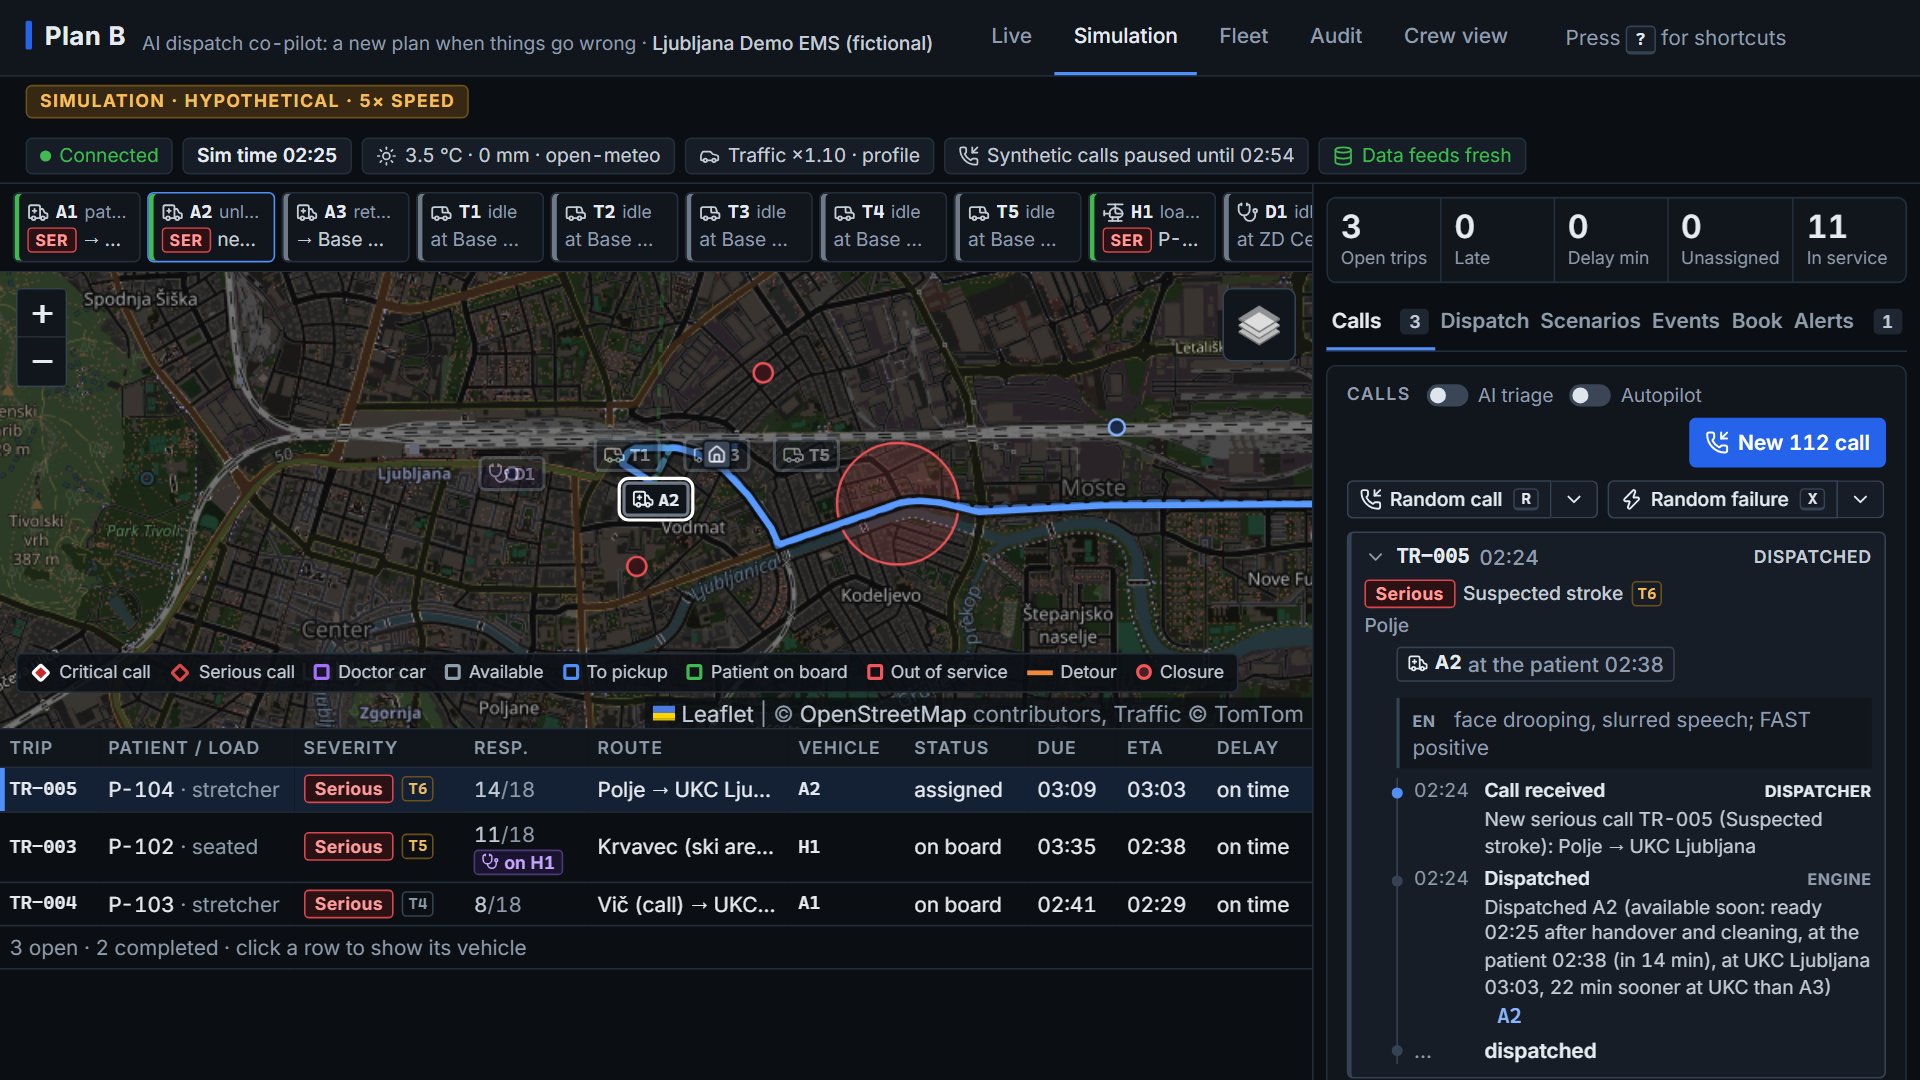 Plan B AI dispatch co-pilot: a new plan when things go wrong · Ljubljana Demo EMS (fictional) Live Simulation Fleet Audit Crew view Press ? for shortcuts
SIMULATION · HYPOTHETICAL · 5× SPEED
Connected Sim time 02:25 3.5 °C · 0 mm · open-meteo Traffic ×1.10 · profile Synthetic calls paused until 02:54 Data feeds fresh
A1 pat... A2 unl... A3 ret... T1 idle T2 idle T3 idle T4 idle T5 idle H1 loa... D1 idl
SER → ... SER ne... → Base ... at Base ... at Base ... at Base ... at Base ... at Base ... SER P-... at ZD Ce
+
−
Spodnja Šiška
Letališk
enski
rib
9 m
50
Ljubljana
D1
T1
3
T5
A2
Moste
Vodmat
Tivolski
vrh
387 m
Park Tivoli
Ljubljanica
Kodeljevo
Nove Fu
Štepanjsko
naselje
prekop
Center
Critical call Serious call Doctor car Available To pickup Patient on board Out of service Detour Closure
Zgornja
Poljane
Leaflet | © OpenStreetMap contributors, Traffic © TomTom
TRIP PATIENT / LOAD SEVERITY RESP. ROUTE VEHICLE STATUS DUE ETA DELAY
TR-005 P-104 · stretcher Serious T6 14/18 Polje → UKC Lju... A2 assigned 03:09 03:03 on time
TR-003 P-102 · seated Serious T5 11/18 on H1 Krvavec (ski are... H1 on board 03:35 02:38 on time
TR-004 P-103 · stretcher Serious T4 8/18 Vič (call) → UKC... A1 on board 02:41 02:29 on time
3 open · 2 completed · click a row to show its vehicle
3 0 0 0 11
Open trips Late Delay min Unassigned In service
Calls 3 Dispatch Scenarios Events Book Alerts 1
CALLS AI triage Autopilot
New 112 call
Random call R Random failure X
TR-005 02:24 DISPATCHED
Serious Suspected stroke T6
Polje
A2 at the patient 02:38
EN face drooping, slurred speech; FAST
positive
02:24 Call received DISPATCHER
New serious call TR-005 (Suspected
stroke): Polje → UKC Ljubljana
02:24 Dispatched ENGINE
Dispatched A2 (available soon: ready
02:25 after handover and cleaning, at the
patient 02:38 (in 14 min), at UKC Ljubljana
03:03, 22 min sooner at UKC than A3)
A2
... dispatched